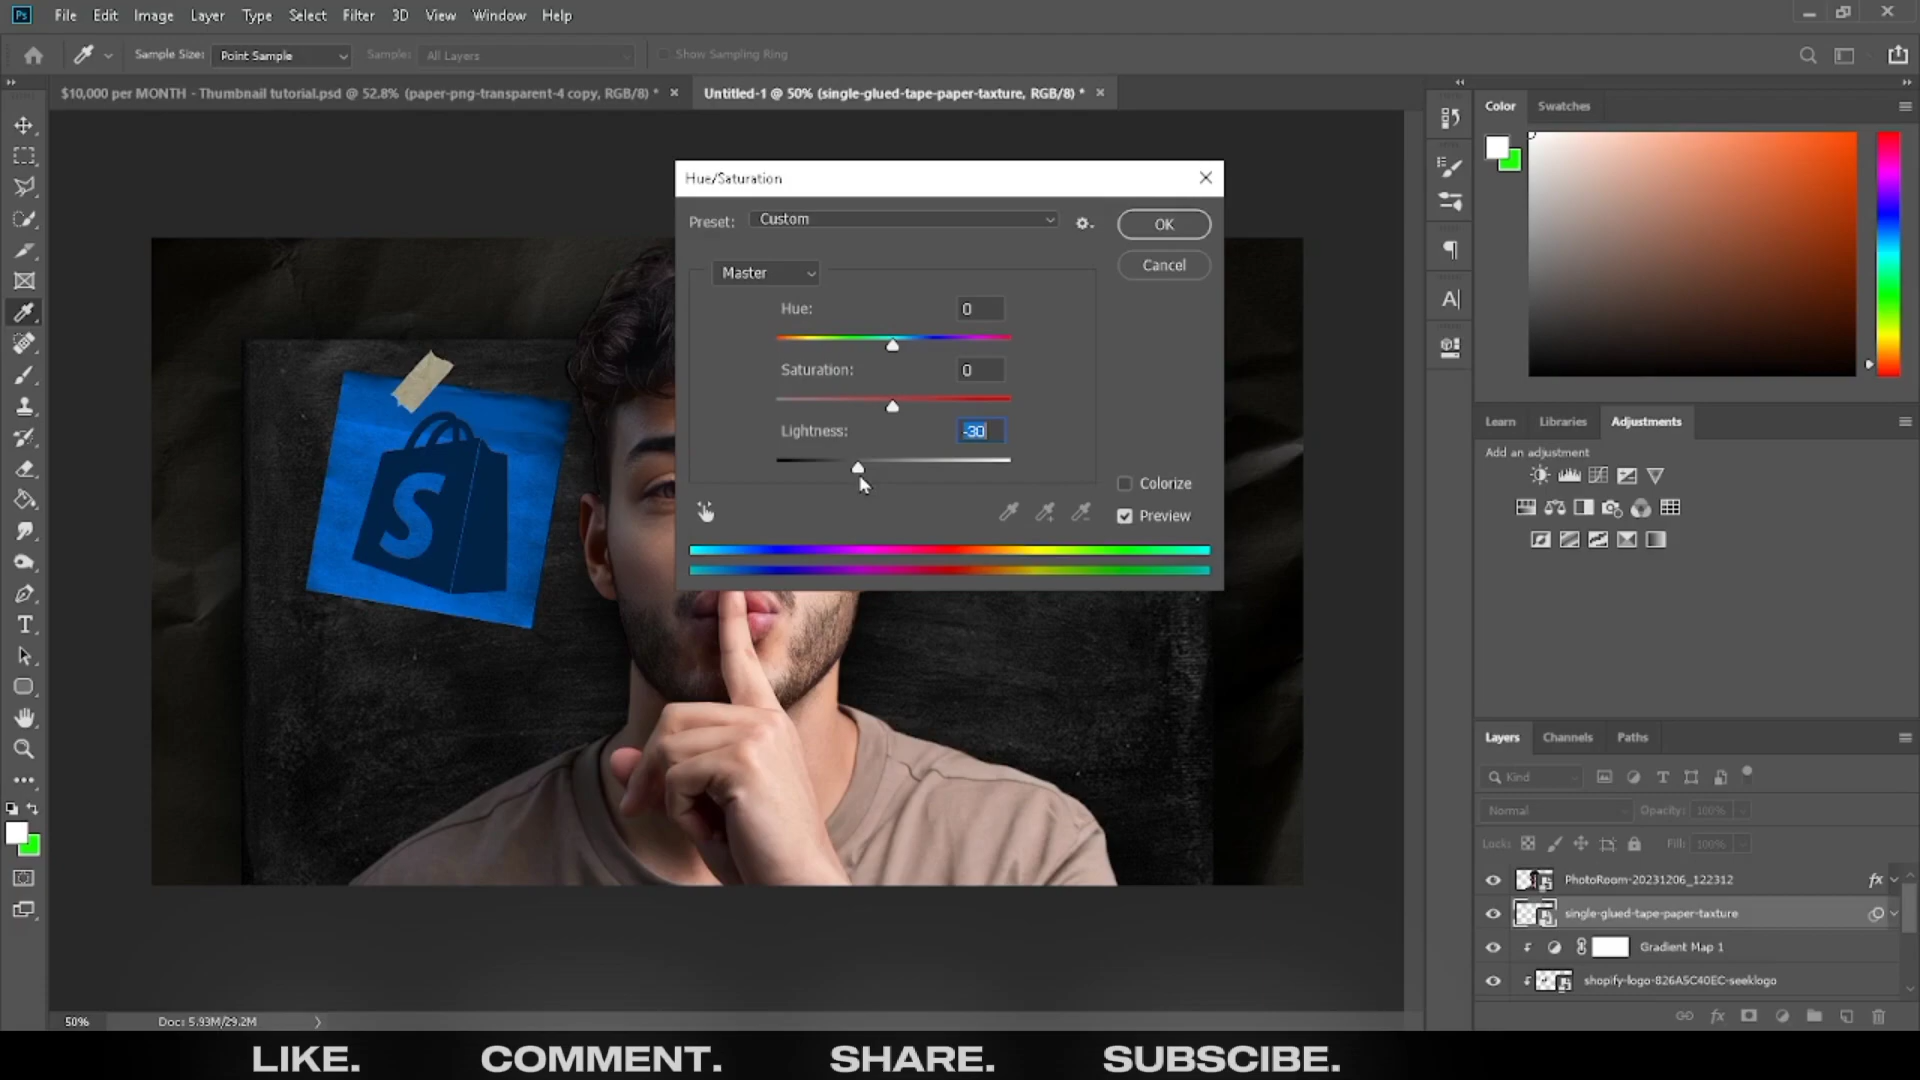 Ps File Edit Image Layer Type Select Filter 3D View Window Help
Sample Size: Point Sample Sample: All Layers Show Sampling Ring
$10,000 per MONTH - Thumbnail tutorial.psd @ 52.8% (paper-png-transparent-4 copy, RGB/8) *
Untitled-1 @ 50% (single-glued-tape-paper-taxture, RGB/8) *
Color Swatches
Hue/Saturation
Preset: Custom
OK
Cancel
Master
Hue: 0
Saturation: 0
Lightness: -30
Colorize
Preview
S
Learn Libraries Adjustments
Add an adjustment
Layers Channels Paths
Kind
Normal Opacity: 100%
Lock: Fill: 100%
PhotoRoom-20231206_122312 fx
single-glued-tape-paper-taxture
Gradient Map 1
shopify-logo-826A5C40EC-seeklogo
fx
50% Doc: 5.93M/29.2M
LIKE. COMMENT. SHARE. SUBSCIBE.